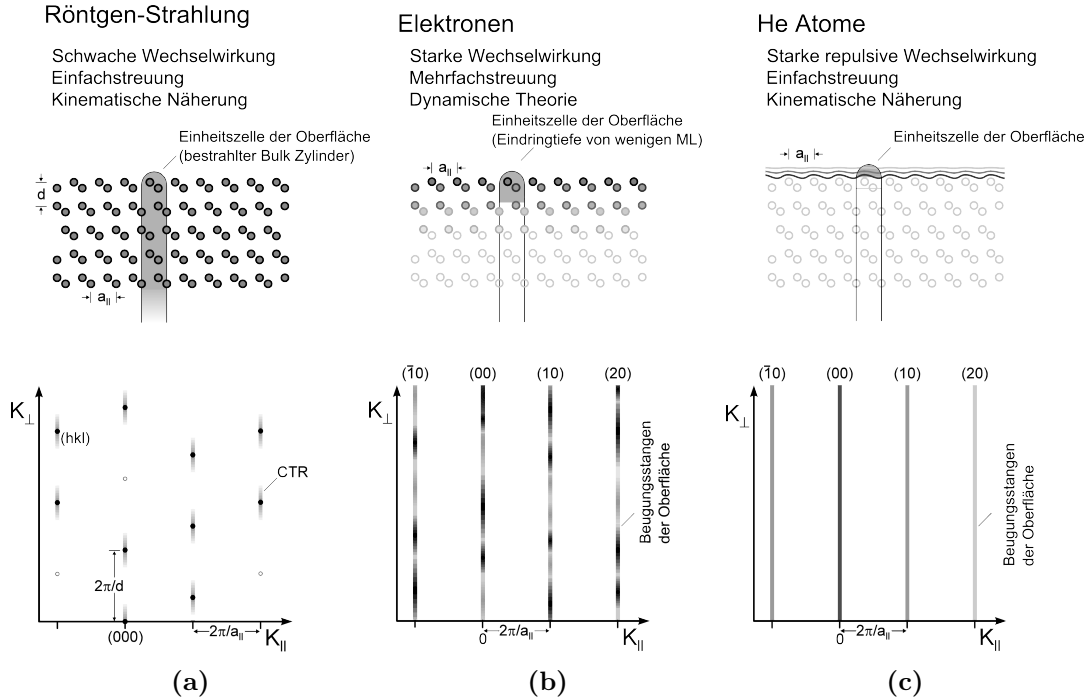 Röntgen-Strahlung
Schwache Wechselwirkung
Einfachstreuung
Kinematische Näherung
Einheitszelle der Oberfläche
(bestrahlter Bulk Zylinder)
d
a||
K⊥
(hkl)
CTR
2π/d
(000)
2π/a||
K||
(a)
Elektronen
Starke Wechselwirkung
Mehrfachstreuung
Dynamische Theorie
Einheitszelle der Oberfläche
(Eindringtiefe von wenigen ML)
a||
(1̄0)
(00)
(10)
(20)
K⊥
Beugungsstangen
der Oberfläche
0
2π/a||
K||
(b)
He Atome
Starke repulsive Wechselwirkung
Einfachstreuung
Kinematische Näherung
Einheitszelle der Oberfläche
a||
(1̄0)
(00)
(10)
(20)
K⊥
Beugungsstangen
der Oberfläche
0
2π/a||
K||
(c)